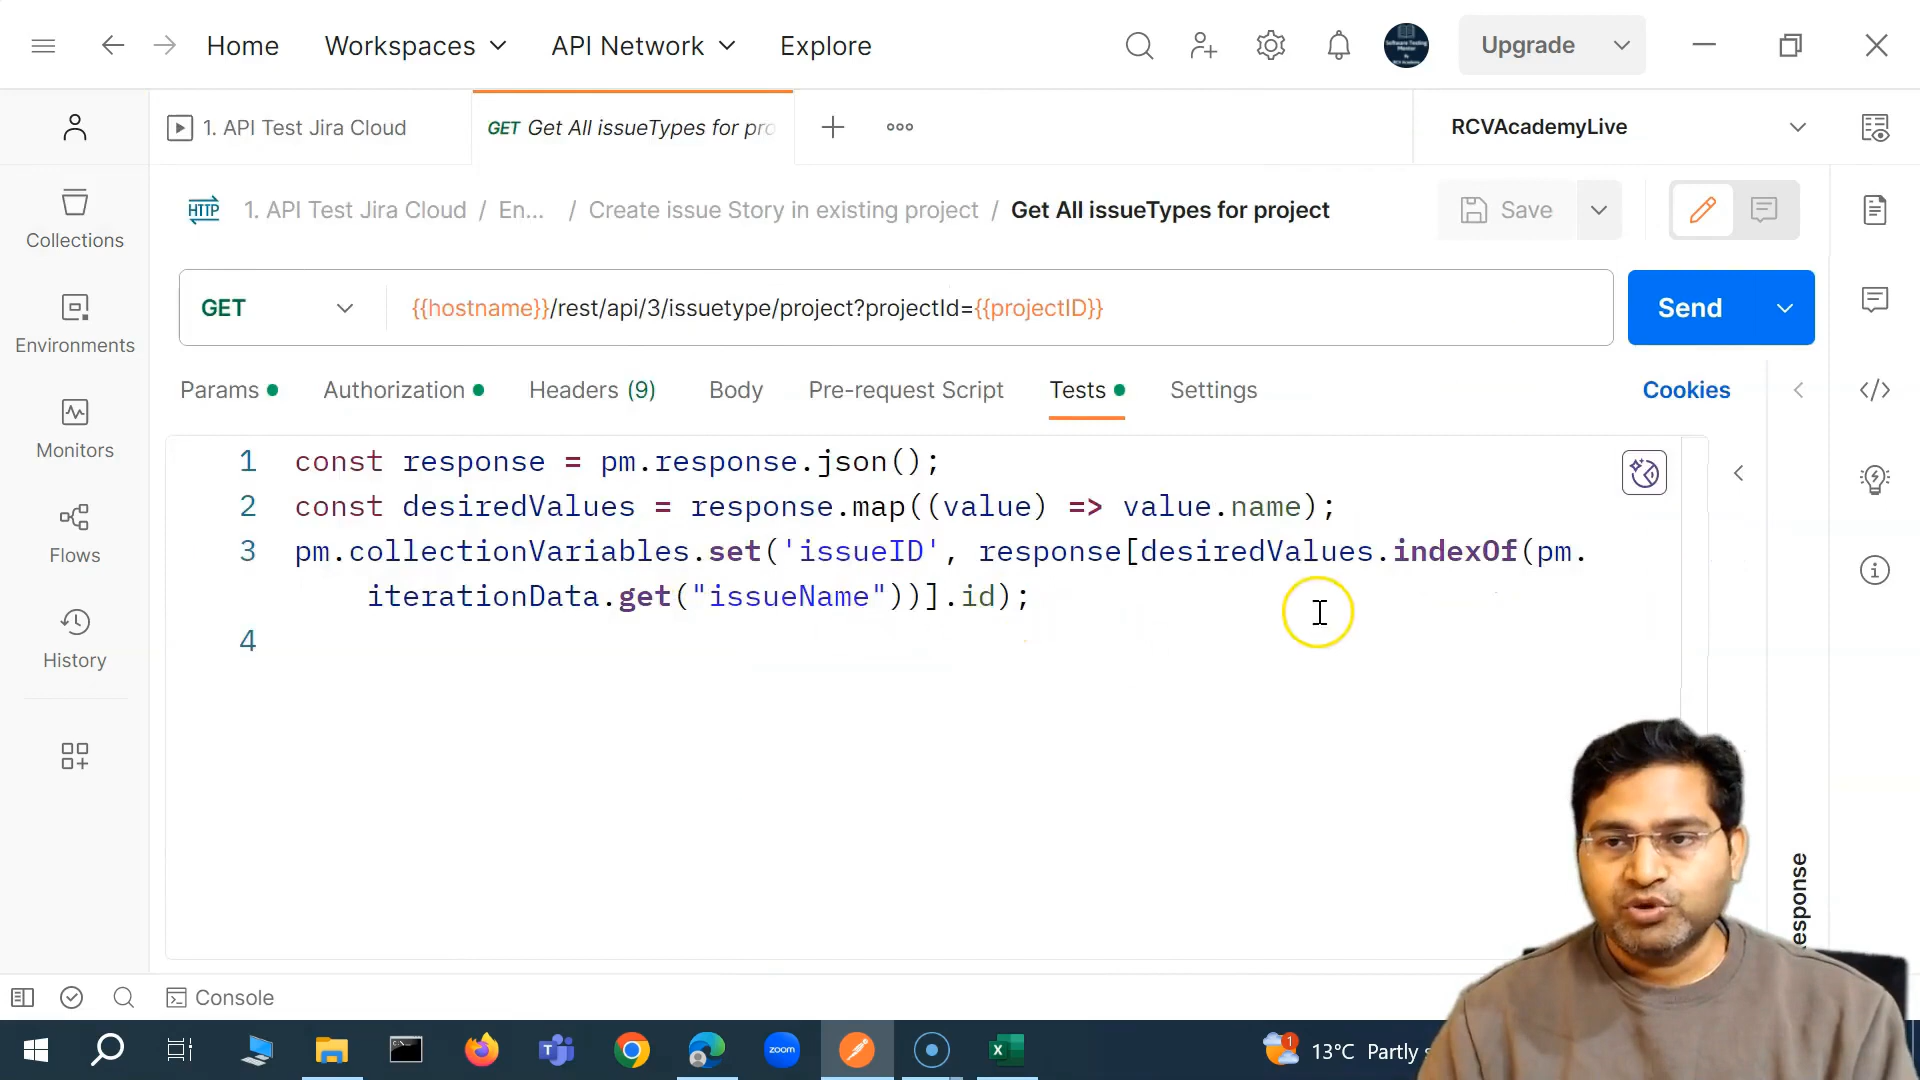 Home Workspaces API Network Explore Upgrade
1. API Test Jira Cloud GET Get All issueTypes for pro RCVAcademyLive
HTTP 1. API Test Jira Cloud / En... / Create issue Story in existing project / Get All issueTypes for project Save
Collections
GET {{hostname}}/rest/api/3/issuetype/project?projectId={{projectID}} Send
Environments
Params Authorization Headers (9) Body Pre-request Script Tests Settings Cookies
Monitors
Flows
History
1 const response = pm.response.json();
2 const desiredValues = response.map((value) => value.name);
3 pm.collectionVariables.set('issueID', response[desiredValues.indexOf(pm.
iterationData.get("issueName"))].id);
4
Console
zoom 1 13°C Partly